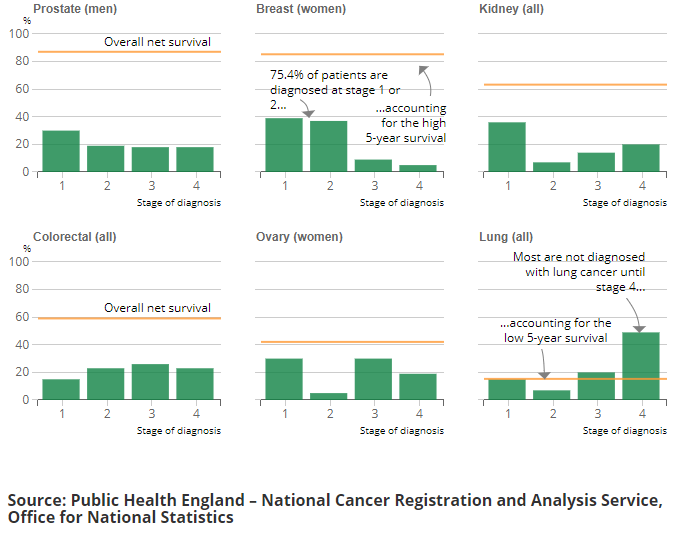 Prostate (men)
%
100
80
60
40
20
0
Overall net survival
1 2 3 4
Stage of diagnosis
Breast (women)
75.4% of patients are
diagnosed at stage 1 or
2...
...accounting
for the high
5-year survival
1 2 3 4
Stage of diagnosis
Kidney (all)
1 2 3 4
Stage of diagnosis
Colorectal (all)
%
100
80
60
40
20
0
Overall net survival
1 2 3 4
Stage of diagnosis
Ovary (women)
1 2 3 4
Stage of diagnosis
Lung (all)
Most are not diagnosed
with lung cancer until
stage 4...
...accounting for the
low 5-year survival
1 2 3 4
Stage of diagnosis
Source: Public Health England – National Cancer Registration and Analysis Service,
Office for National Statistics